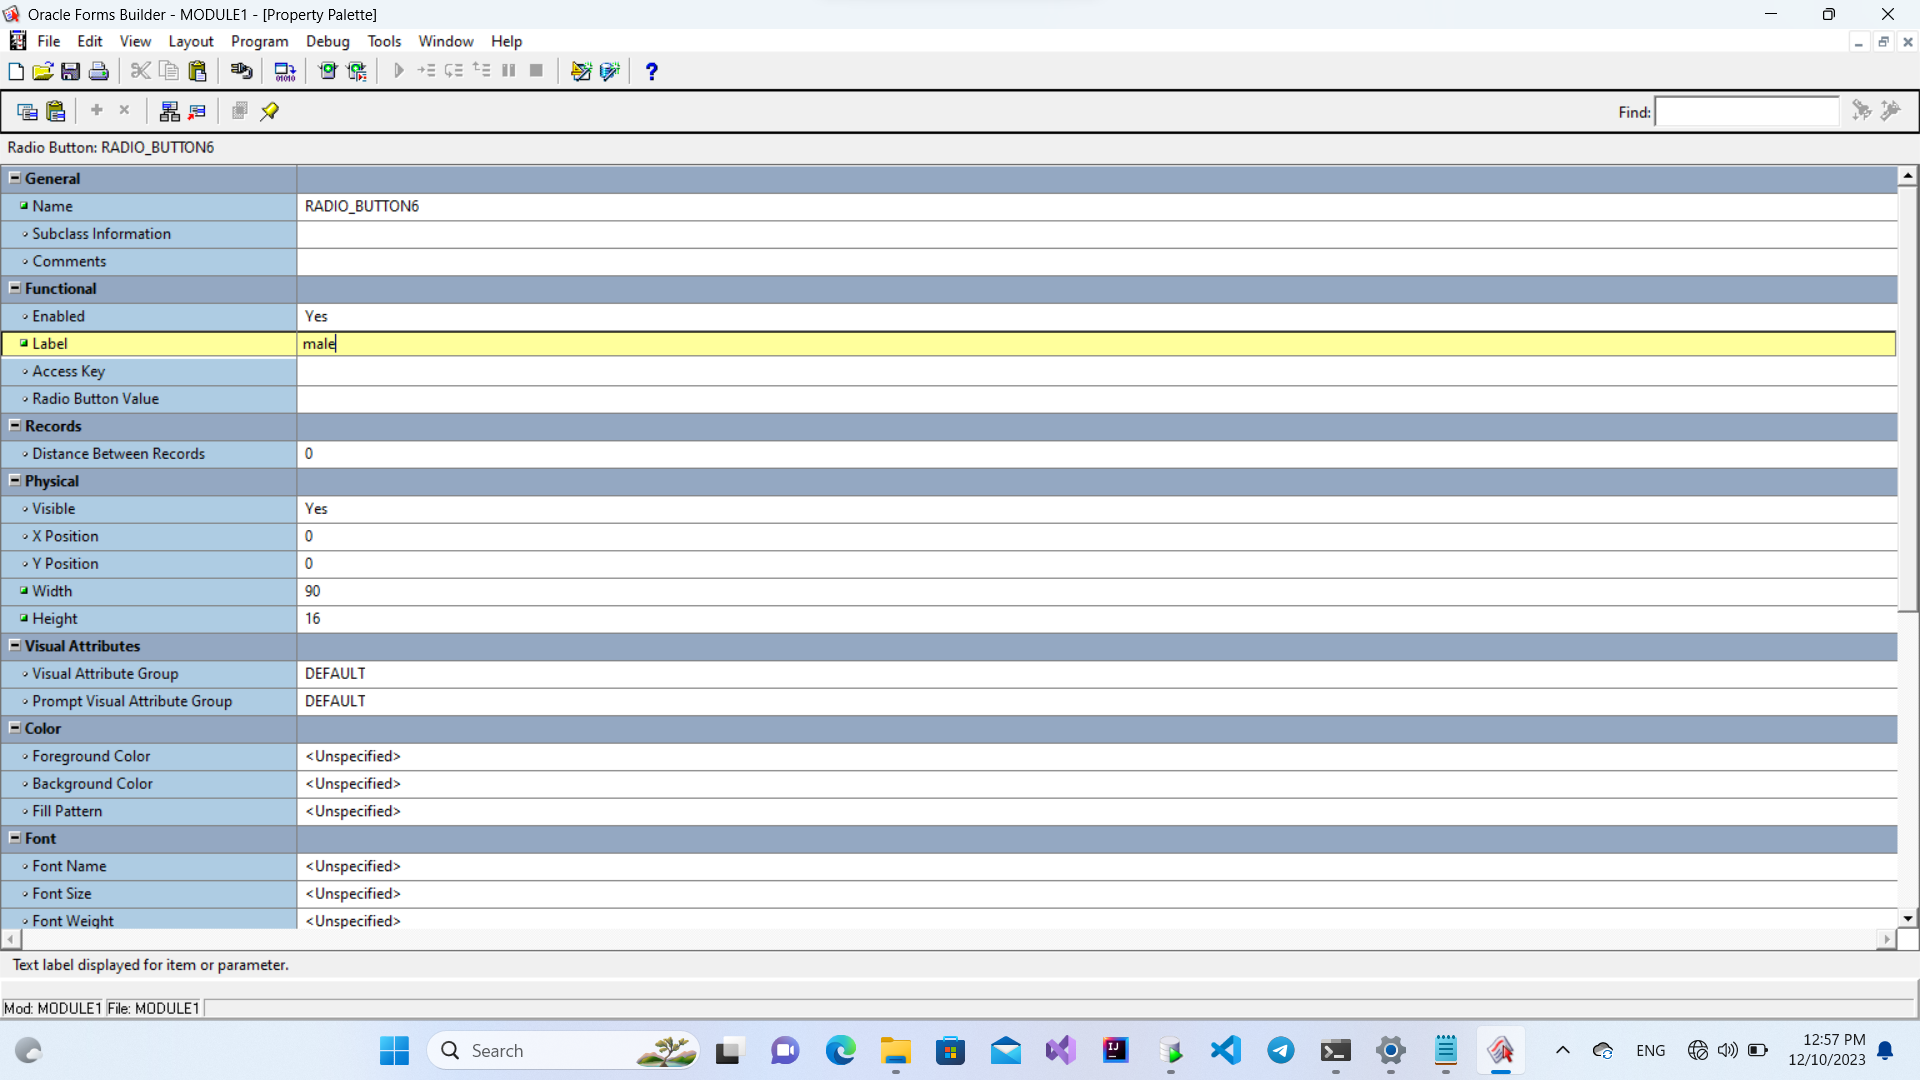 Oracle Forms Builder - MODULE1 - [Property Palette]
File Edit View Layout Program Debug Tools Window Help
Find:
Radio Button: RADIO_BUTTON6
General
Name RADIO_BUTTON6
Subclass Information
Comments
Functional
Enabled Yes
Label male
Access Key
Radio Button Value
Records
Distance Between Records 0
Physical
Visible Yes
X Position 0
Y Position 0
Width 90
Height 16
Visual Attributes
Visual Attribute Group DEFAULT
Prompt Visual Attribute Group DEFAULT
Color
Foreground Color <Unspecified>
Background Color <Unspecified>
Fill Pattern <Unspecified>
Font
Font Name <Unspecified>
Font Size <Unspecified>
Font Weight <Unspecified>
Text label displayed for item or parameter.
Mod: MODULE1 File: MODULE1
Search
ENG
12:57 PM
12/10/2023